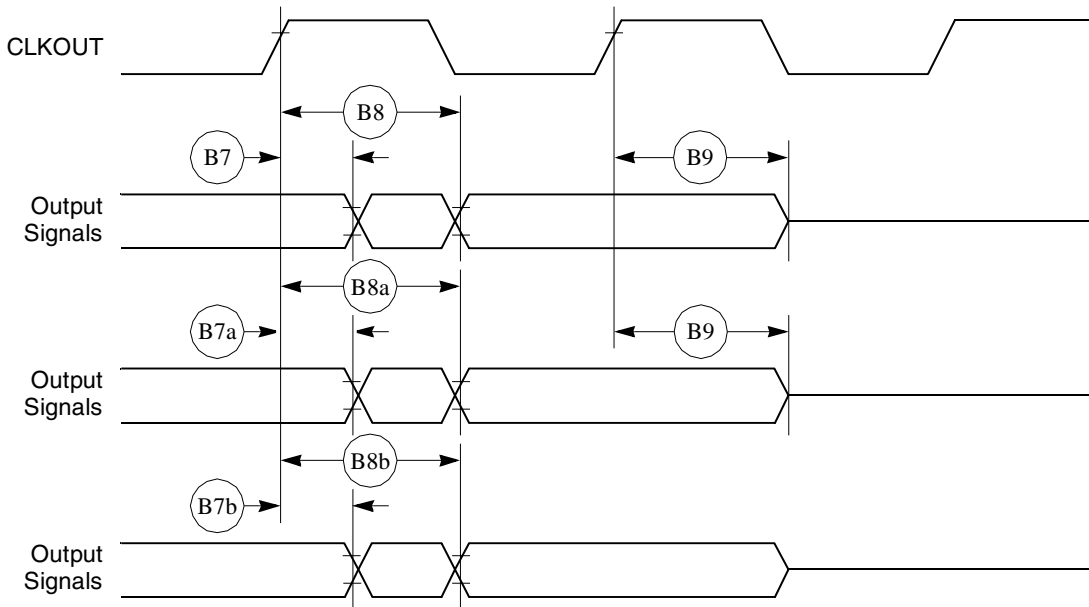 CLKOUT
B8
B7
B9
Output
Signals
B8a
B7a
B9
Output
Signals
B8b
B7b
Output
Signals